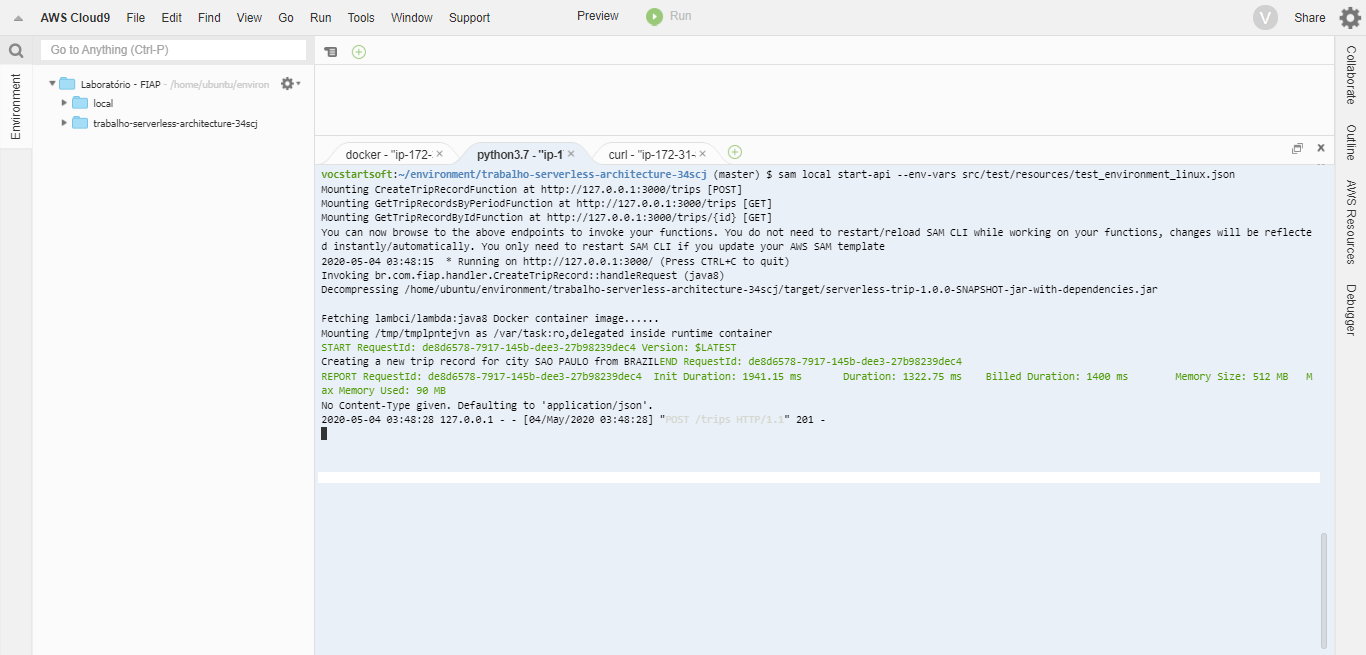 AWS Cloud9 File Edit Find View Go Run Tools Window Support Preview Run V Share
Go to Anything (Ctrl-P)
Environment
Laboratório - FIAP - /home/ubuntu/environ
local
trabalho-serverless-architecture-34scj
docker - "ip-172- × python3.7 - "ip-1 × curl - "ip-172-31- ×
vocstartsoft:~/environment/trabalho-serverless-architecture-34scj (master) $ sam local start-api --env-vars src/test/resources/test_environment_linux.json
Mounting CreateTripRecordFunction at http://127.0.0.1:3000/trips [POST]
Mounting GetTripRecordsByPeriodFunction at http://127.0.0.1:3000/trips [GET]
Mounting GetTripRecordByIdFunction at http://127.0.0.1:3000/trips/{id} [GET]
You can now browse to the above endpoints to invoke your functions. You do not need to restart/reload SAM CLI while working on your functions, changes will be reflecte
d instantly/automatically. You only need to restart SAM CLI if you update your AWS SAM template
2020-05-04 03:48:15  * Running on http://127.0.0.1:3000/ (Press CTRL+C to quit)
Invoking br.com.fiap.handler.CreateTripRecord::handleRequest (java8)
Decompressing /home/ubuntu/environment/trabalho-serverless-architecture-34scj/target/serverless-trip-1.0.0-SNAPSHOT-jar-with-dependencies.jar
Fetching lambci/lambda:java8 Docker container image......
Mounting /tmp/tmplpntejvn as /var/task:ro,delegated inside runtime container
START RequestId: de8d6578-7917-145b-dee3-27b98239dec4 Version: $LATEST
Creating a new trip record for city SAO PAULO from BRAZILEND RequestId: de8d6578-7917-145b-dee3-27b98239dec4
REPORT RequestId: de8d6578-7917-145b-dee3-27b98239dec4  Init Duration: 1941.15 ms       Duration: 1322.75 ms    Billed Duration: 1400 ms        Memory Size: 512 MB   M
ax Memory Used: 90 MB
No Content-Type given. Defaulting to 'application/json'.
2020-05-04 03:48:28 127.0.0.1 - - [04/May/2020 03:48:28] "POST /trips HTTP/1.1" 201 -
Collaborate
Outline
AWS Resources
Debugger